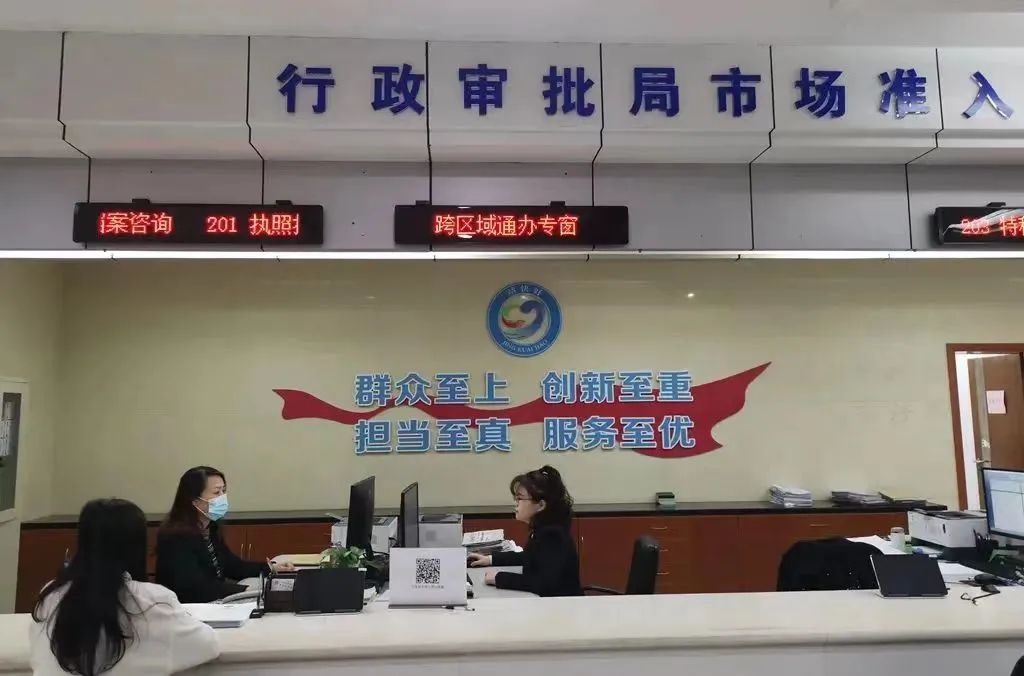 行政审批局市场准入
案咨询 201 执照
跨区域通办专窗
203 特
群众至上 创新至重
担当至真 服务至优